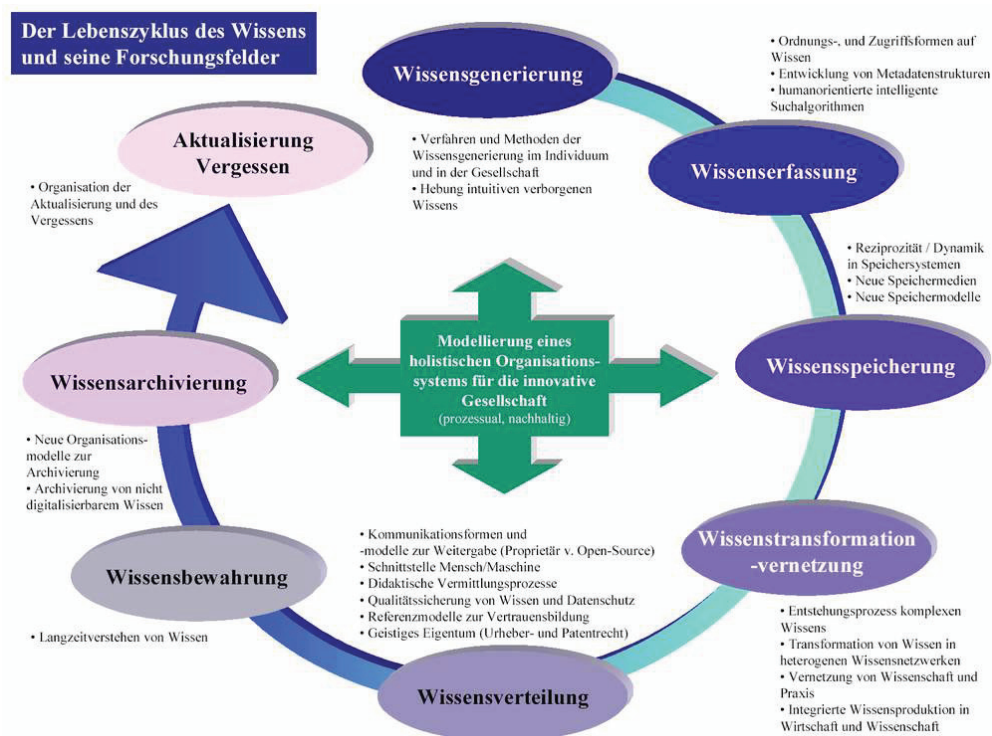 Der Lebenszyklus des Wissens
und seine Forschungsfelder
Wissensgenerierung
• Verfahren und Methoden der
Wissensgenerierung im Individuum
und in der Gesellschaft
• Hebung intuitiven verborgenen
Wissens
• Ordnungs-, und Zugriffsformen auf
Wissen
• Entwicklung von Metadatenstrukturen
• humanorientierte intelligente
Suchalgorithmen
Wissenserfassung
• Reziprozität / Dynamik
in Speichersystemen
• Neue Speichermedien
• Neue Speichermodelle
Wissensspeicherung
Wissenstransformation
-vernetzung
• Entstehungsprozess komplexen
Wissens
• Transformation von Wissen in
heterogenen Wissensnetzwerken
• Vernetzung von Wissenschaft und
Praxis
• Integrierte Wissensproduktion in
Wirtschaft und Wissenschaft
• Kommunikationsformen und
-modelle zur Weitergabe (Proprietär v. Open-Source)
• Schnittstelle Mensch/Maschine
• Didaktische Vermittlungsprozesse
• Qualitätssicherung von Wissen und Datenschutz
• Referenzmodelle zur Vertrauensbildung
• Geistiges Eigentum (Urheber- und Patentrecht)
Wissensverteilung
Wissensbewahrung
• Langzeitverstehen von Wissen
Wissensarchivierung
• Neue Organisations-
modelle zur
Archivierung
• Archivierung von nicht
digitalisierbarem Wissen
Aktualisierung
Vergessen
• Organisation der
Aktualisierung und des
Vergessens
Modellierung eines
holistischen Organisations-
systems für die innovative
Gesellschaft
(prozessual, nachhaltig)